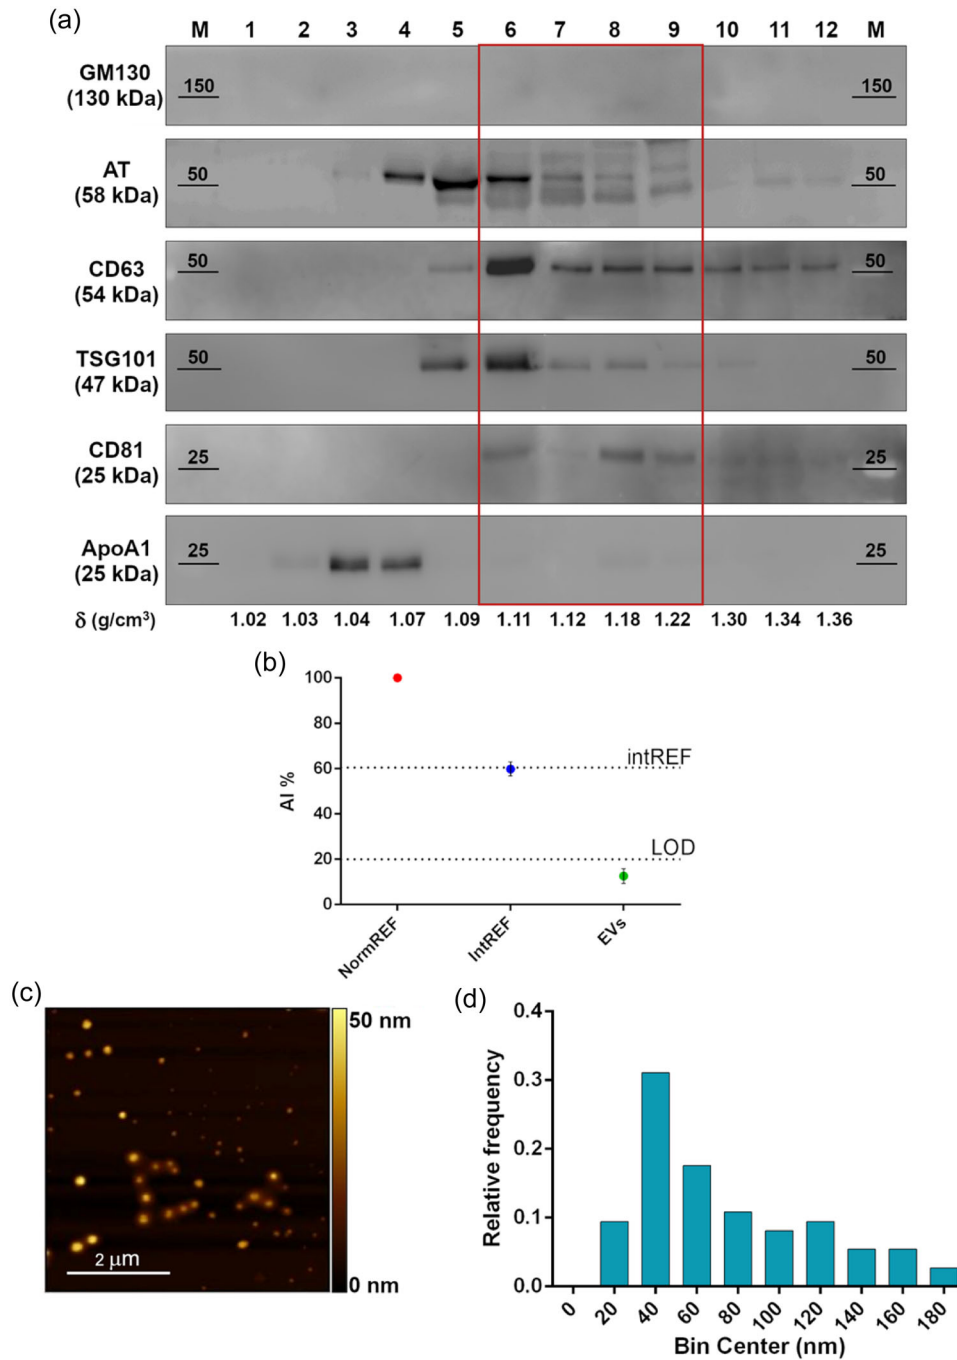 (a)
M 1 2 3 4 5 6 7 8 9 10 11 12 M
GM130
(130 kDa)
150
150
AT
(58 kDa)
50
50
CD63
(54 kDa)
50
50
TSG101
(47 kDa)
50
50
CD81
(25 kDa)
25
25
ApoA1
(25 kDa)
25
25
δ (g/cm³) 1.02 1.03 1.04 1.07 1.09 1.11 1.12 1.18 1.22 1.30 1.34 1.36
(b)
100
80
60
40
20
0
AI %
intREF
LOD
NormREF
IntREF
EVs
(c)
50 nm
0 nm
2 μm
(d)
0.4
0.3
0.2
0.1
0.0
Relative frequency
0 20 40 60 80 100 120 140 160 180
Bin Center (nm)